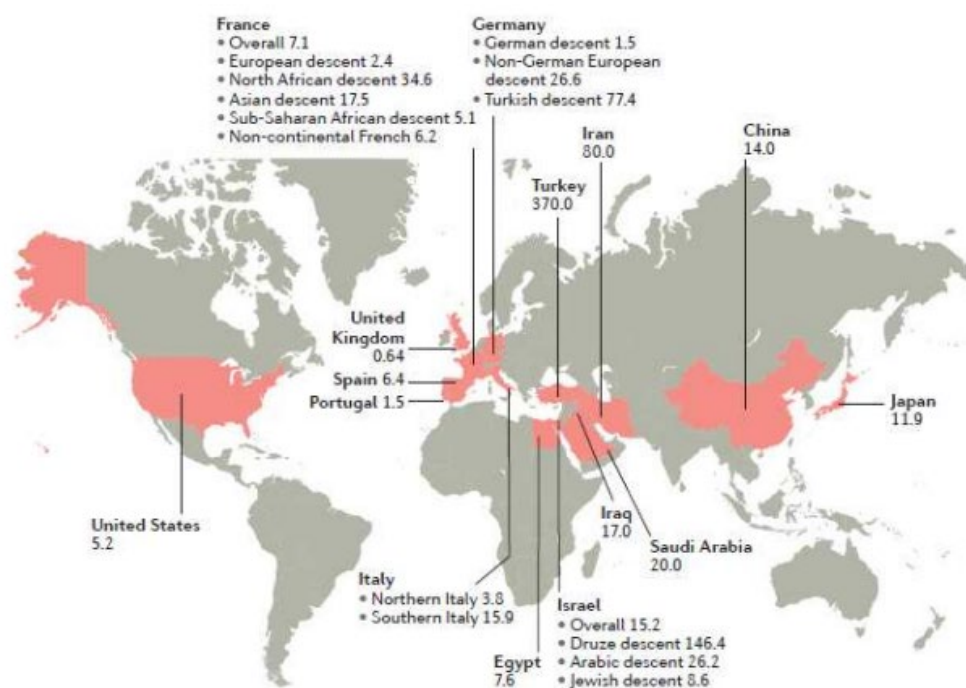 France
• Overall 7.1
• European descent 2.4
• North African descent 34.6
• Asian descent 17.5
• Sub-Saharan African descent 5.1
• Non-continental French 6.2
Germany
• German descent 1.5
• Non-German European
descent 26.6
• Turkish descent 77.4
Iran
80.0
China
14.0
Turkey
370.0
United
Kingdom
0.64
Spain 6.4
Portugal 1.5
Japan
11.9
United States
5.2
Iraq
17.0
Saudi Arabia
20.0
Italy
• Northern Italy 3.8
• Southern Italy 15.9
Egypt
7.6
Israel
• Overall 15.2
• Druze descent 146.4
• Arabic descent 26.2
• Jewish descent 8.6